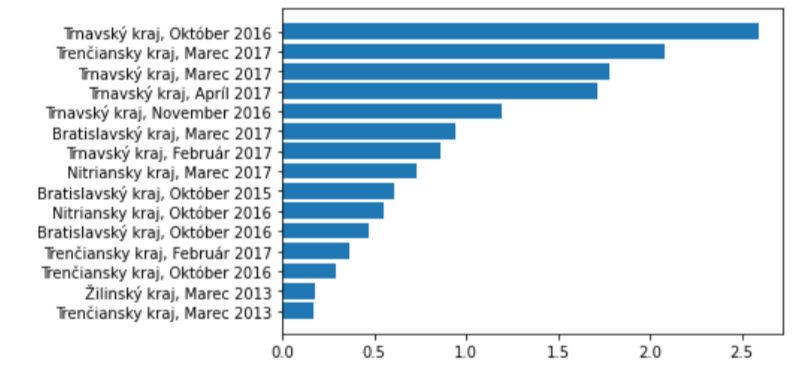 Trnavský kraj, Október 2016
Trenčiansky kraj, Marec 2017
Trnavský kraj, Marec 2017
Trnavský kraj, Apríl 2017
Trnavský kraj, November 2016
Bratislavský kraj, Marec 2017
Trnavský kraj, Február 2017
Nitriansky kraj, Marec 2017
Bratislavský kraj, Október 2015
Nitriansky kraj, Október 2016
Bratislavský kraj, Október 2016
Trenčiansky kraj, Február 2017
Trenčiansky kraj, Október 2016
Žilinský kraj, Marec 2013
Trenčiansky kraj, Marec 2013
0.0 0.5 1.0 1.5 2.0 2.5